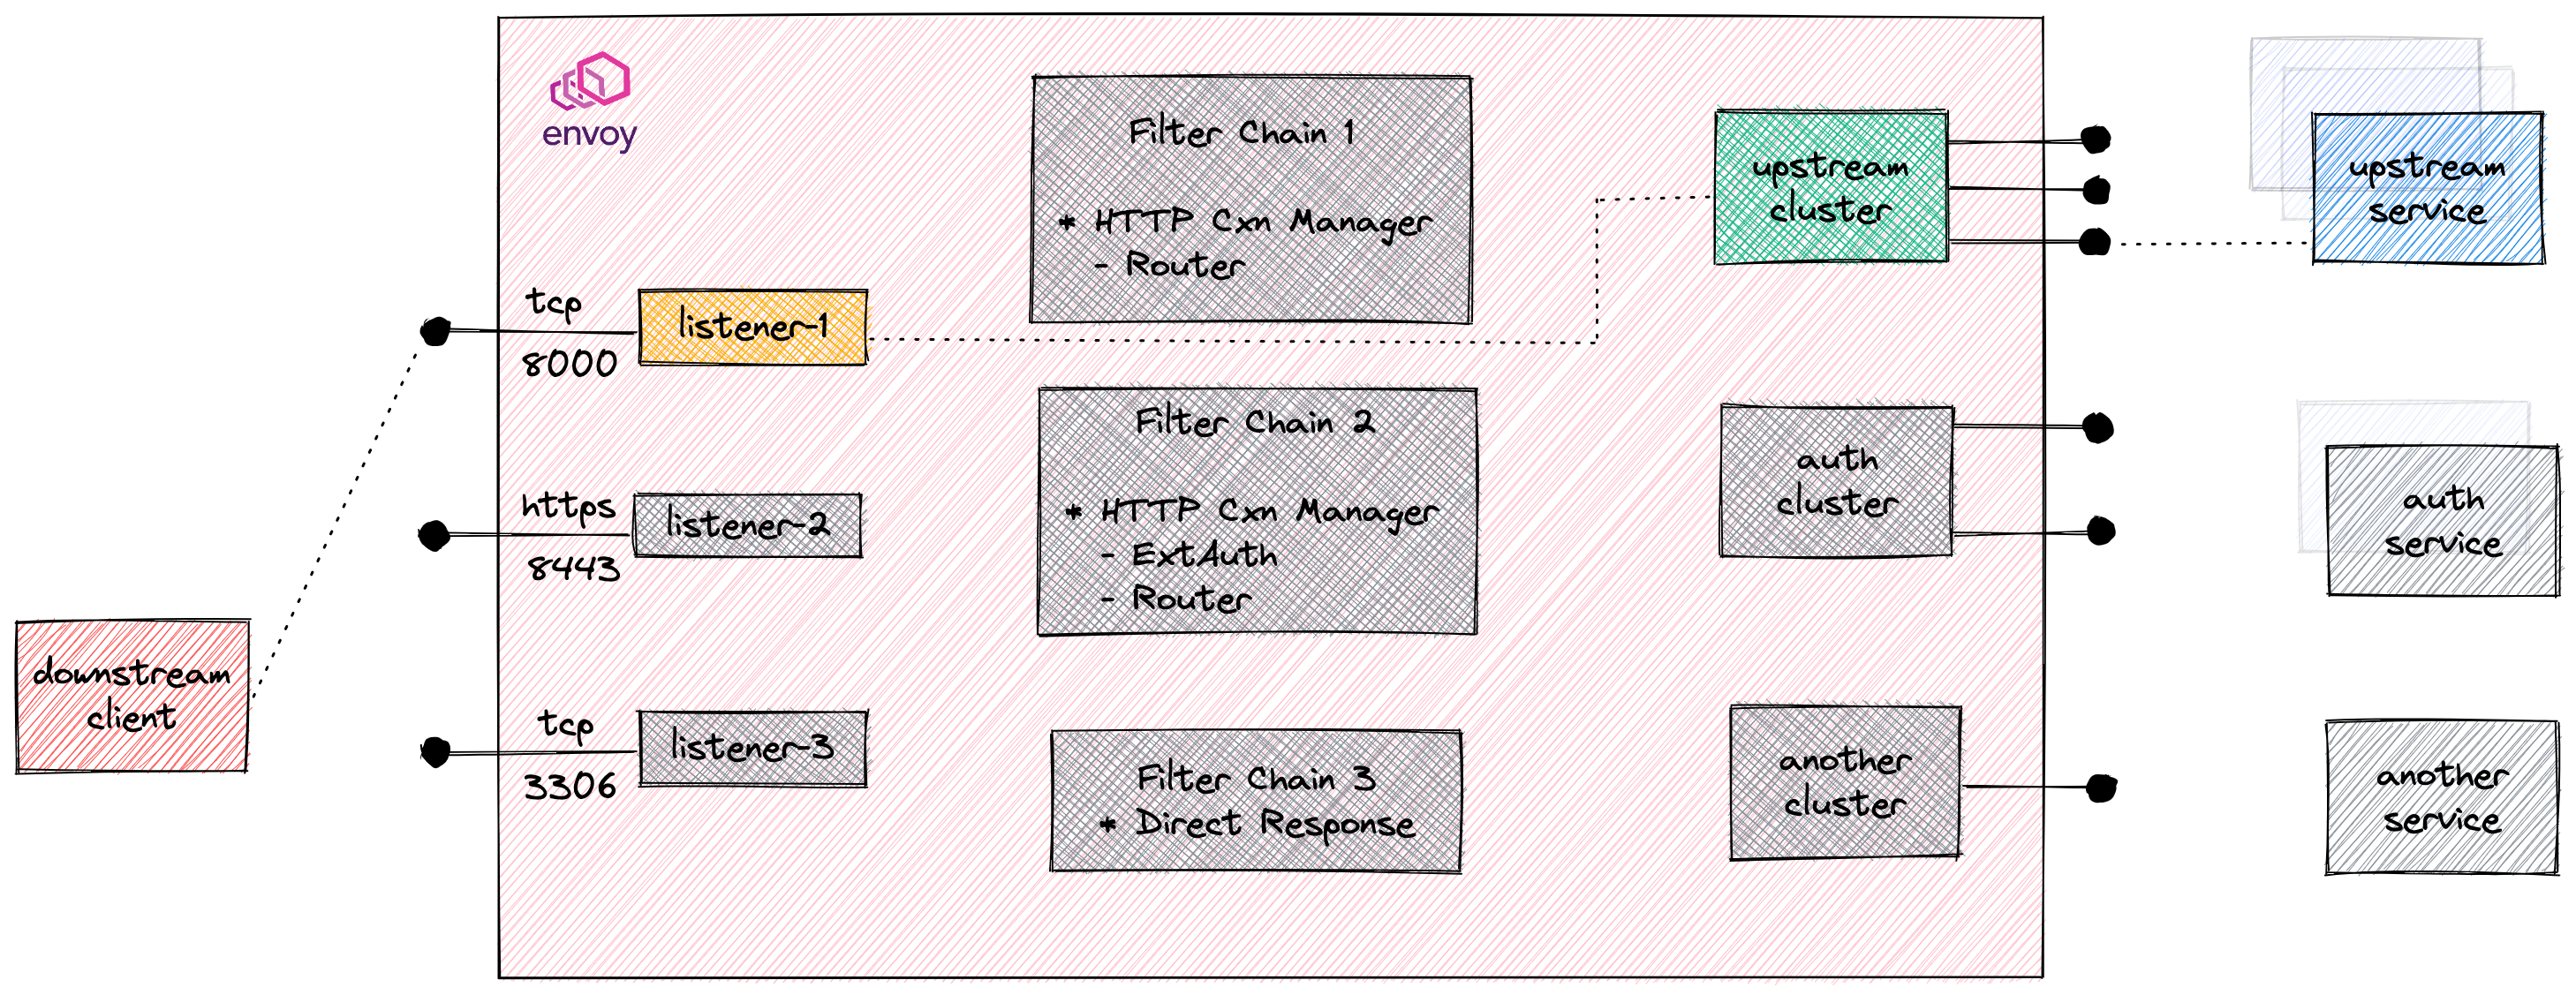 envoy
downstream
client
tcp
8000
listener-1
https
8443
listener-2
tcp
3306
listener-3
Filter Chain 1
* HTTP Cxn Manager
- Router
Filter Chain 2
* HTTP Cxn Manager
- ExtAuth
- Router
Filter Chain 3
* Direct Response
upstream
cluster
auth
cluster
another
cluster
upstream
service
auth
service
another
service